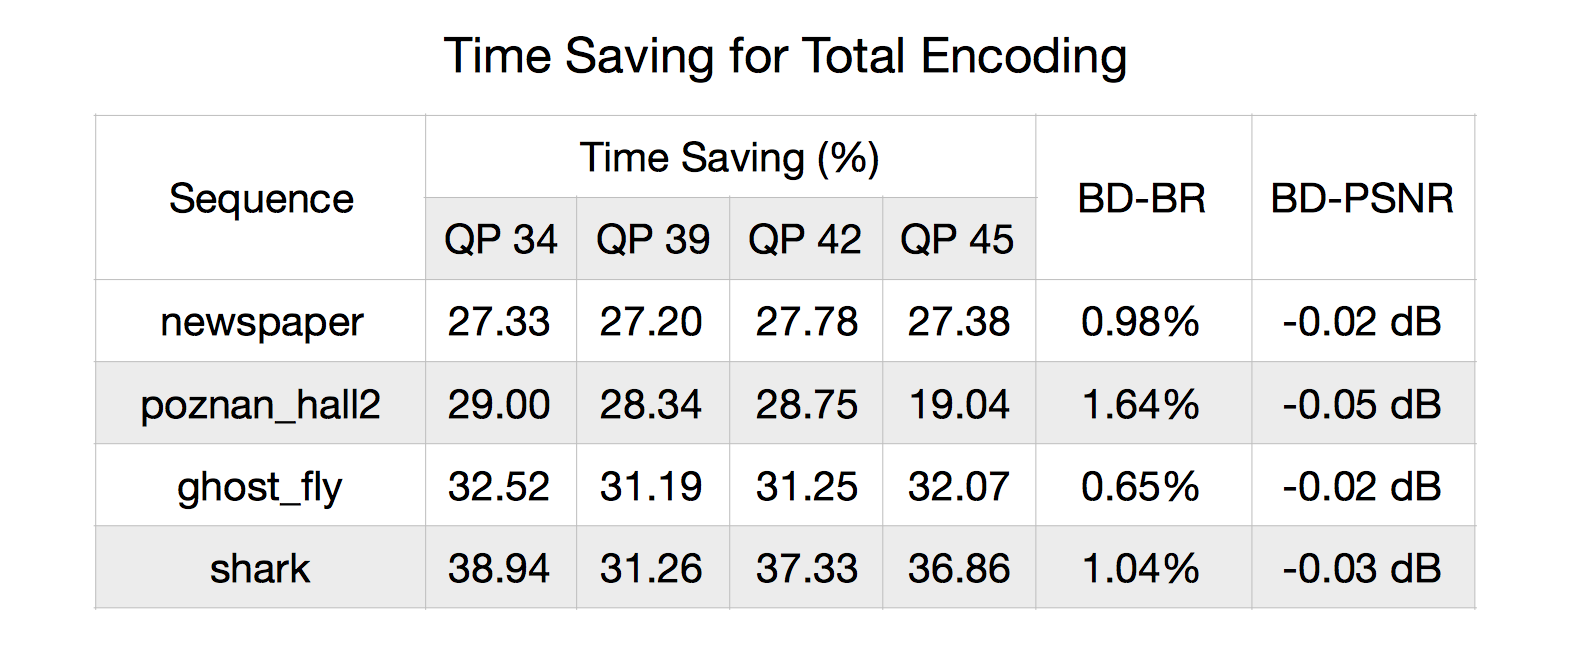 Time Saving for Total Encoding
Sequence Time Saving (%) BD-BR BD-PSNR
QP 34 QP 39 QP 42 QP 45
newspaper 27.33 27.20 27.78 27.38 0.98% -0.02 dB
poznan_hall2 29.00 28.34 28.75 19.04 1.64% -0.05 dB
ghost_fly 32.52 31.19 31.25 32.07 0.65% -0.02 dB
shark 38.94 31.26 37.33 36.86 1.04% -0.03 dB